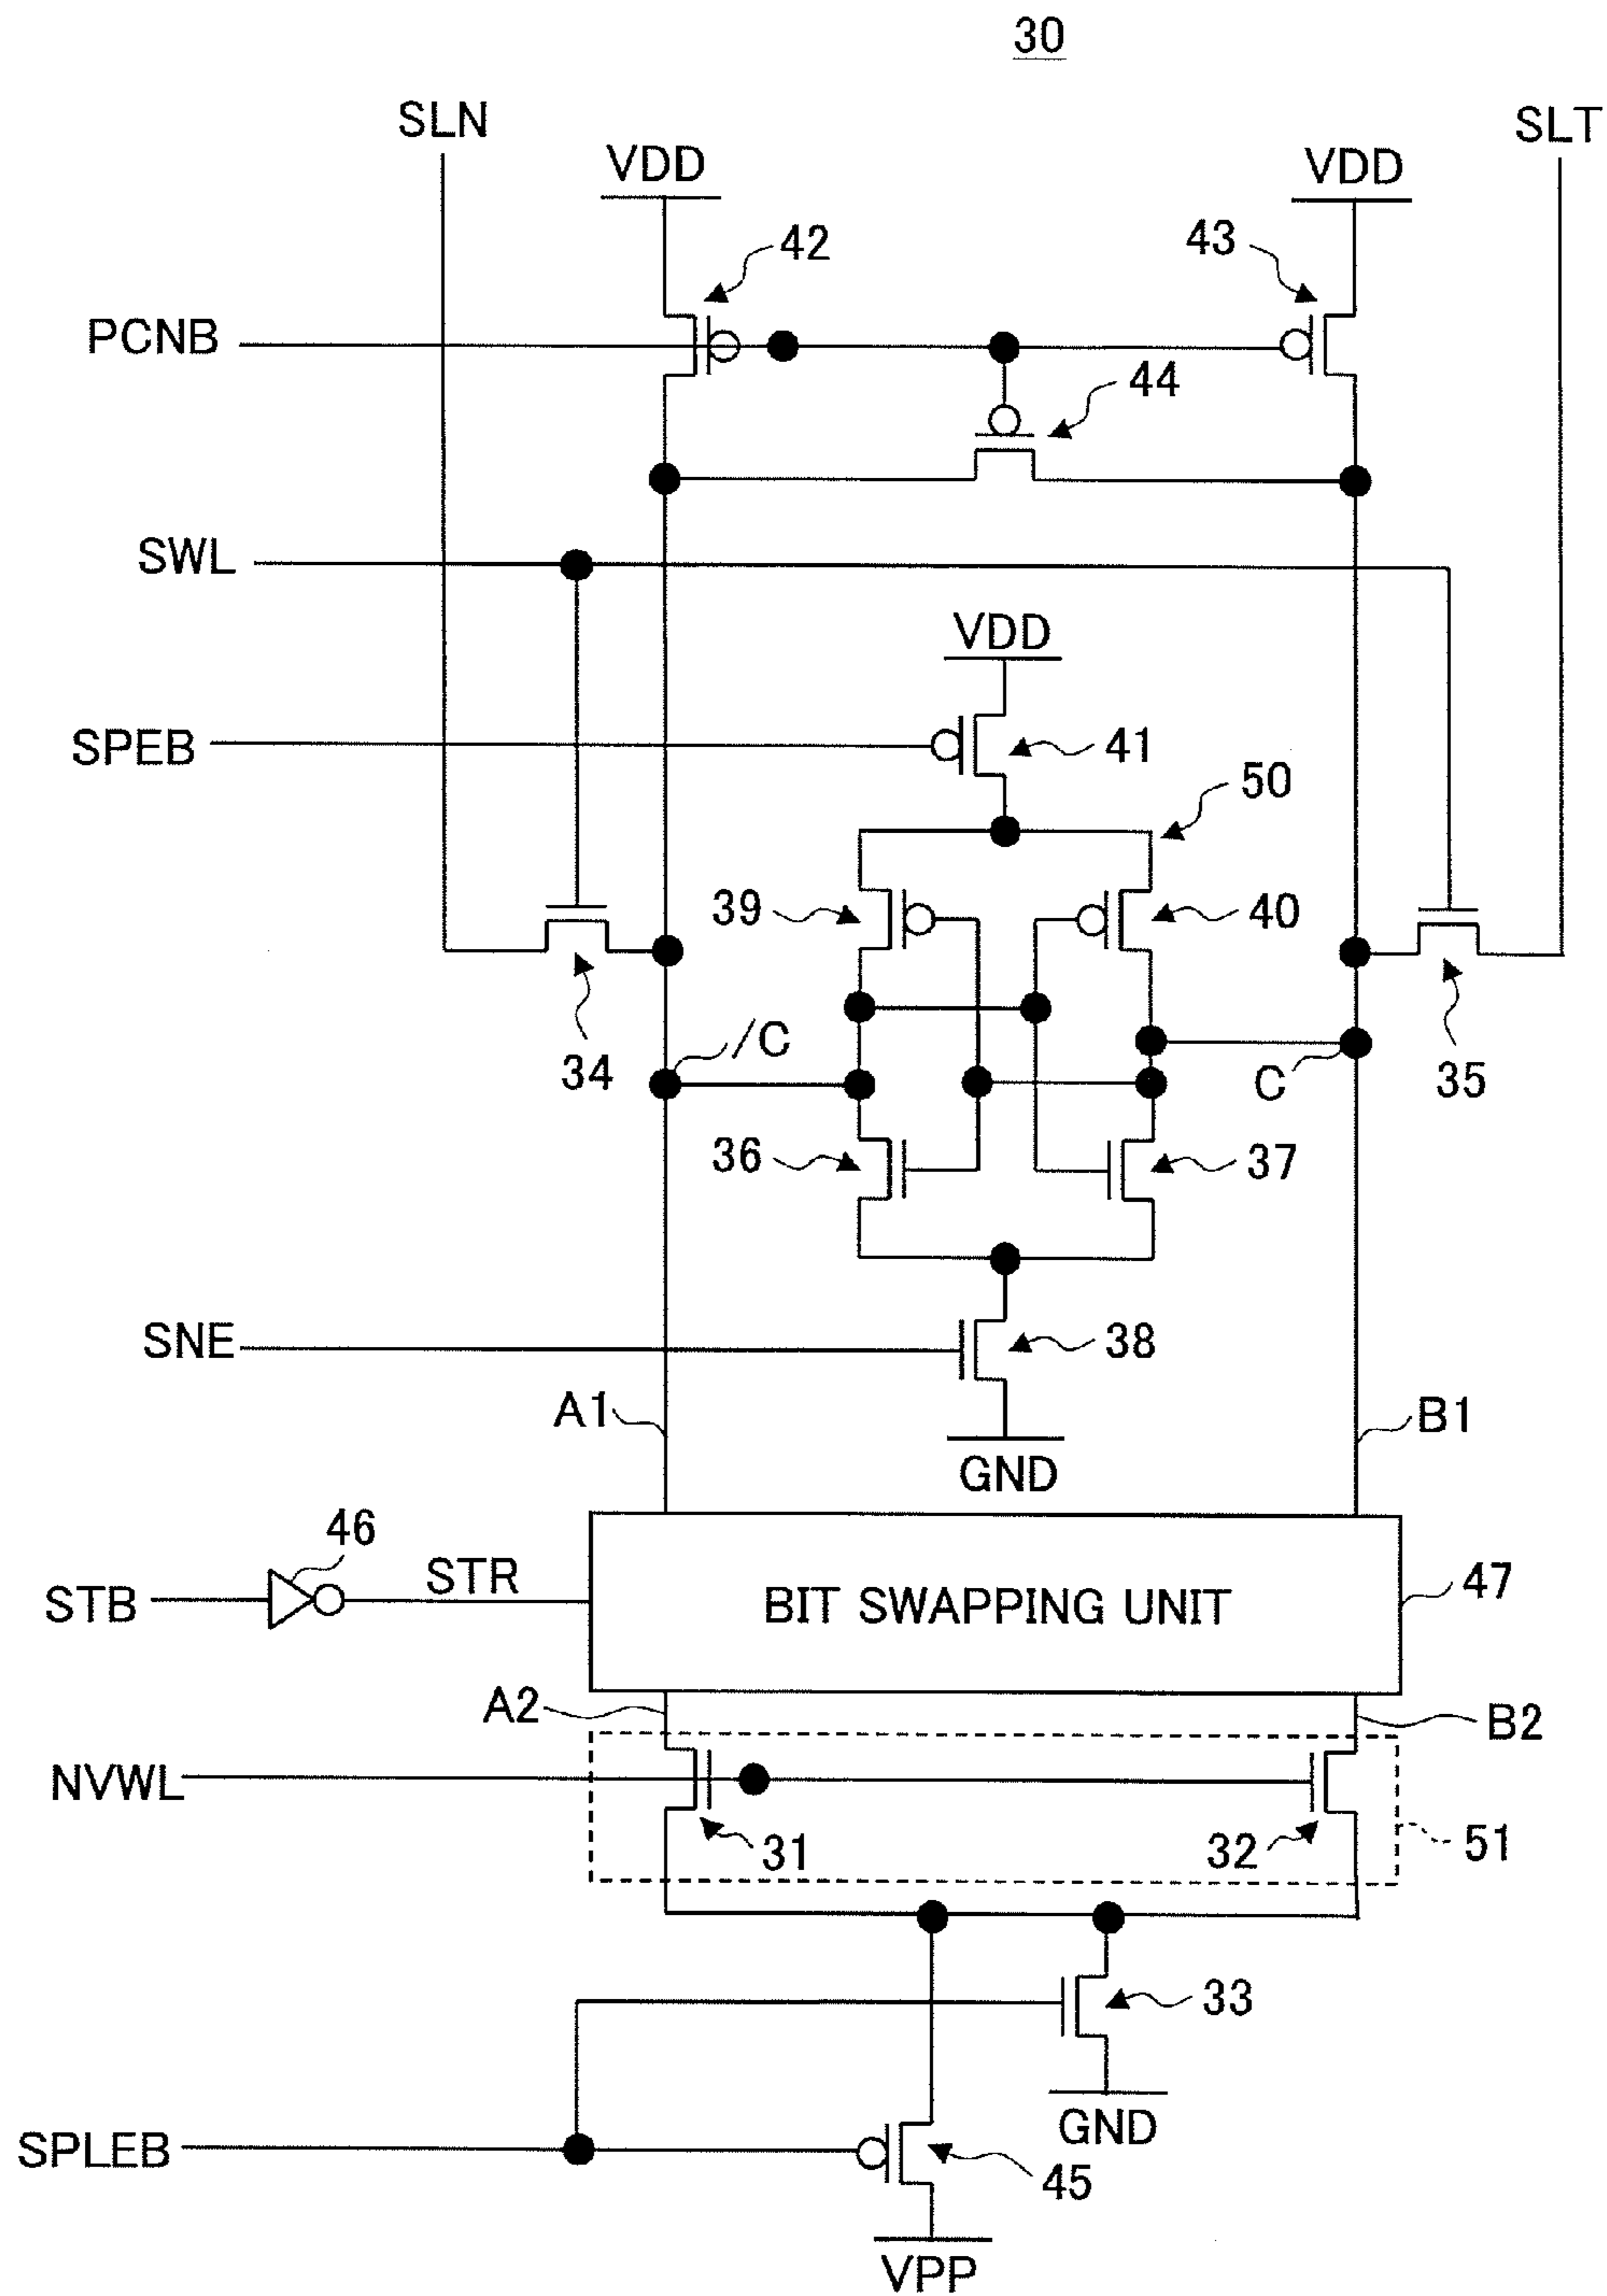 30
SLN
SLT
VDD
VDD
42
43
PCNB
44
SWL
VDD
SPEB
41
50
39
40
/C
34
C
35
36
37
SNE
38
A1
B1
GND
46
STB
STR
BIT SWAPPING UNIT
47
A2
B2
NVWL
31
32
51
33
GND
SPLEB
45
VPP